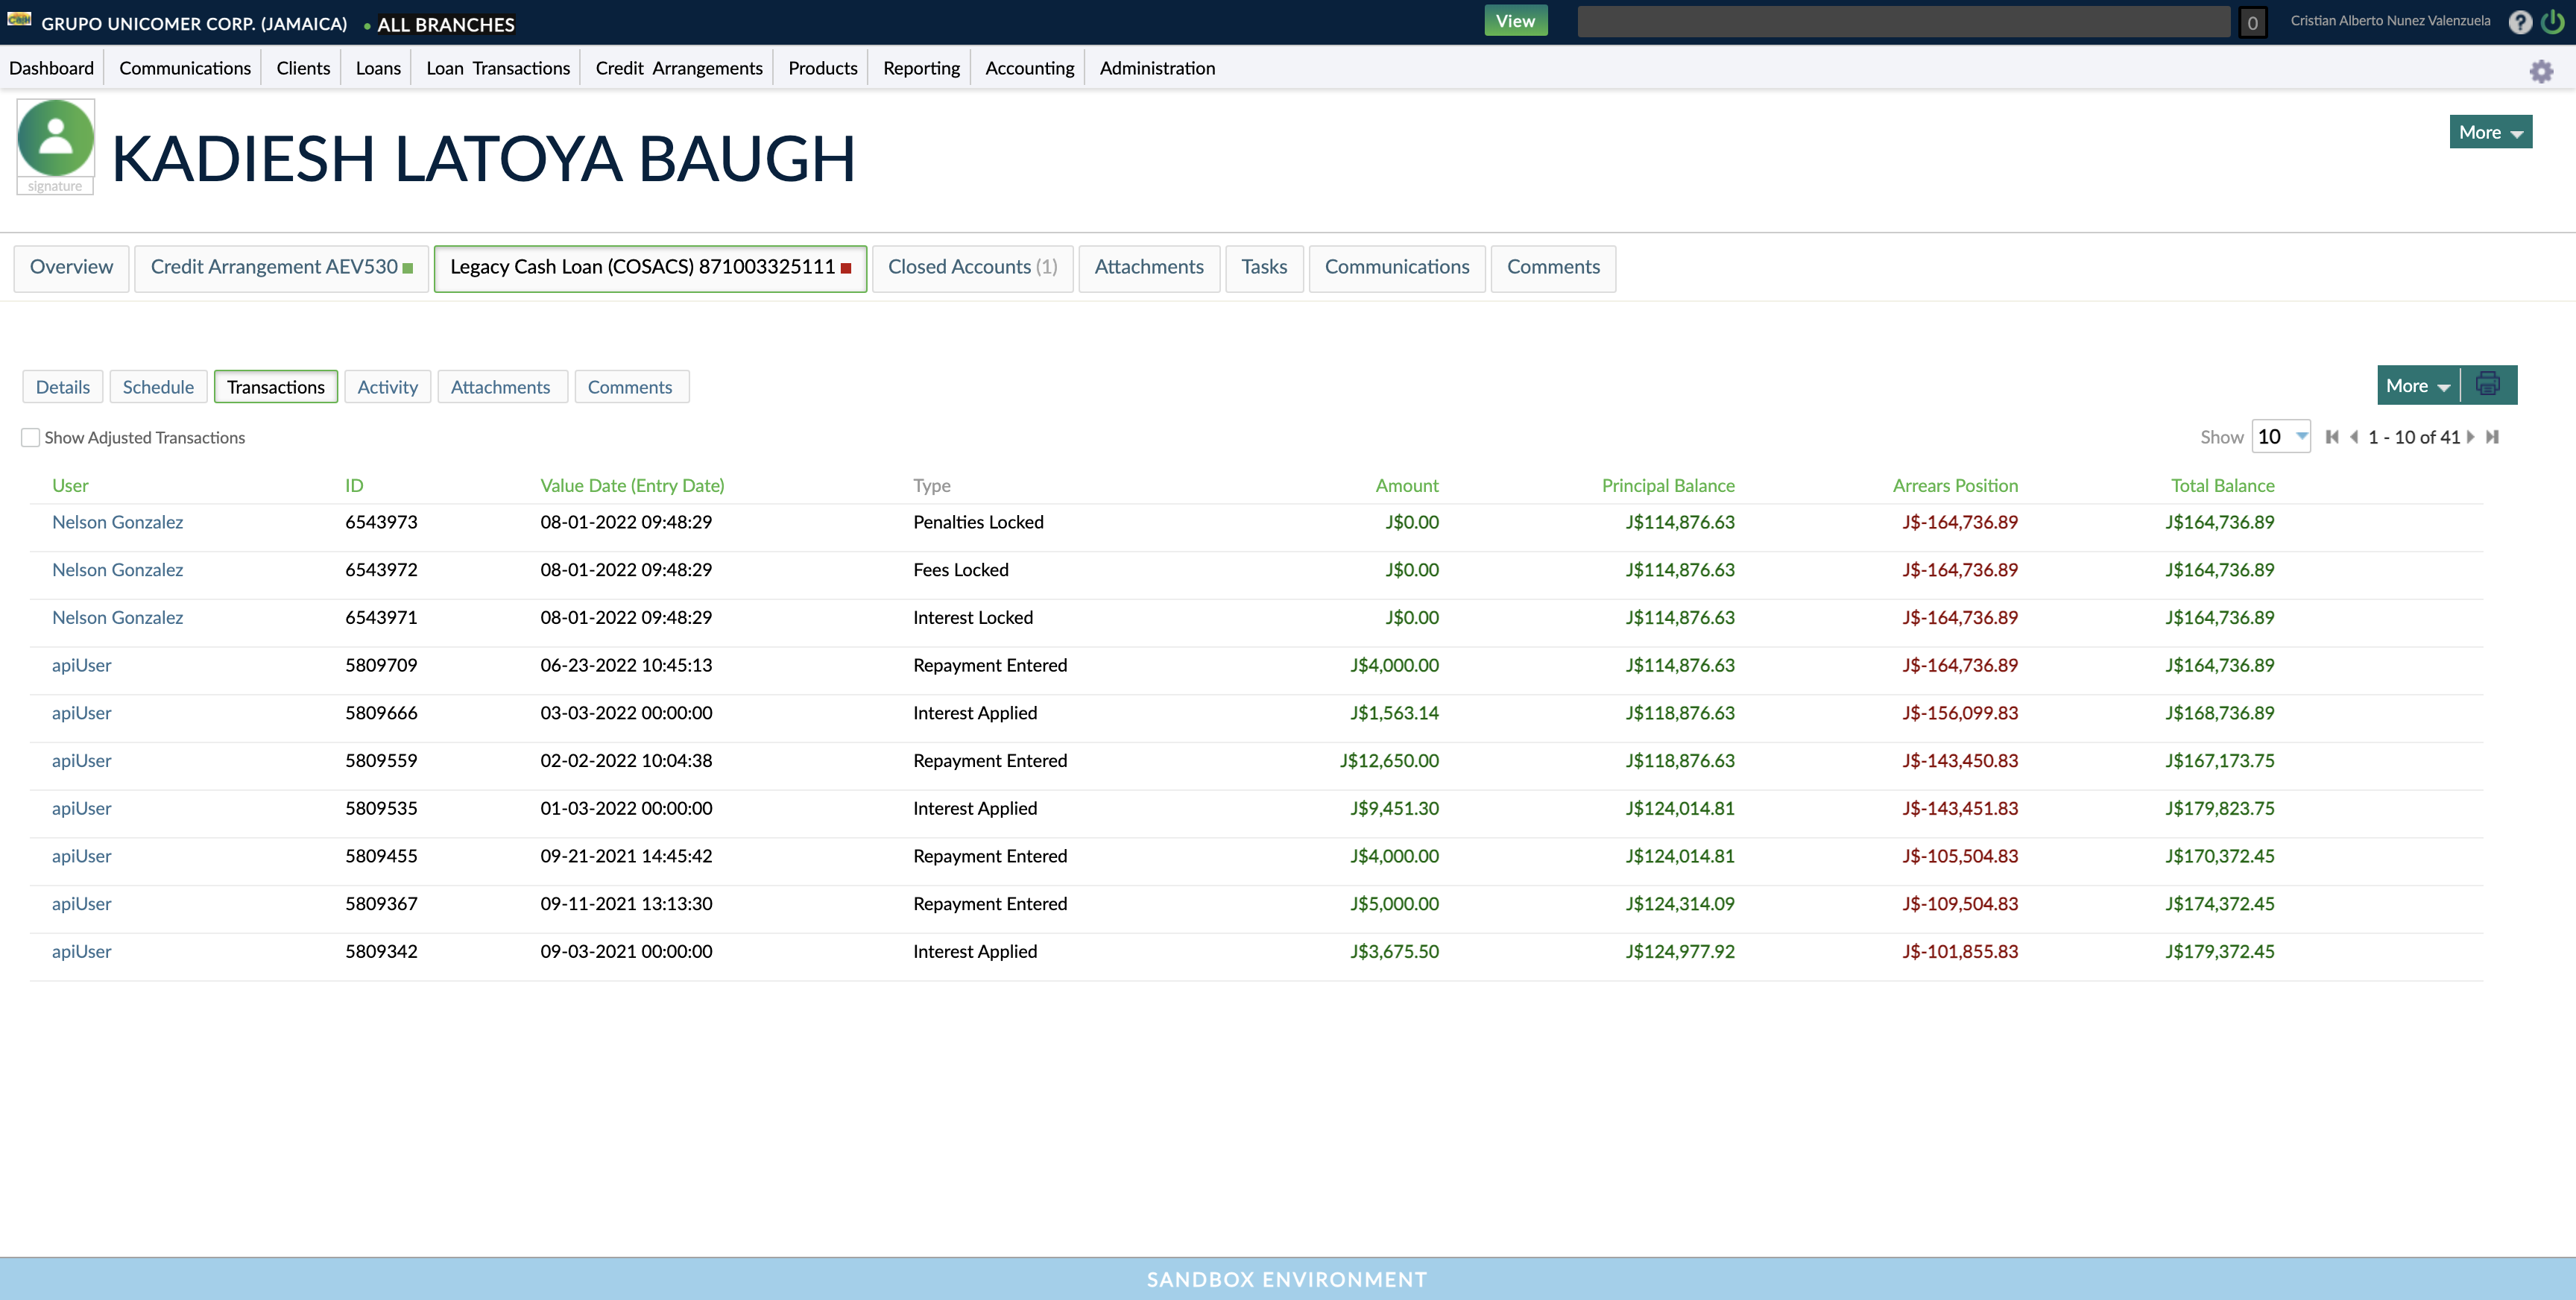 GRUPO UNICOMER CORP. (JAMAICA) • ALL BRANCHES View 0 Cristian Alberto Nunez Valenzuela ?
Dashboard Communications Clients Loans Loan Transactions Credit Arrangements Products Reporting Accounting Administration
signature
KADIESH LATOYA BAUGH
More
Overview Credit Arrangement AEV530 Legacy Cash Loan (COSACS) 871003325111 Closed Accounts (1) Attachments Tasks Communications Comments
Details Schedule Transactions Activity Attachments Comments More
Show Adjusted Transactions Show 10 1 - 10 of 41
User ID Value Date (Entry Date) Type Amount Principal Balance Arrears Position Total Balance
Nelson Gonzalez 6543973 08-01-2022 09:48:29 Penalties Locked J$0.00 J$114,876.63 J$-164,736.89 J$164,736.89
Nelson Gonzalez 6543972 08-01-2022 09:48:29 Fees Locked J$0.00 J$114,876.63 J$-164,736.89 J$164,736.89
Nelson Gonzalez 6543971 08-01-2022 09:48:29 Interest Locked J$0.00 J$114,876.63 J$-164,736.89 J$164,736.89
apiUser 5809709 06-23-2022 10:45:13 Repayment Entered J$4,000.00 J$114,876.63 J$-164,736.89 J$164,736.89
apiUser 5809666 03-03-2022 00:00:00 Interest Applied J$1,563.14 J$118,876.63 J$-156,099.83 J$168,736.89
apiUser 5809559 02-02-2022 10:04:38 Repayment Entered J$12,650.00 J$118,876.63 J$-143,450.83 J$167,173.75
apiUser 5809535 01-03-2022 00:00:00 Interest Applied J$9,451.30 J$124,014.81 J$-143,451.83 J$179,823.75
apiUser 5809455 09-21-2021 14:45:42 Repayment Entered J$4,000.00 J$124,014.81 J$-105,504.83 J$170,372.45
apiUser 5809367 09-11-2021 13:13:30 Repayment Entered J$5,000.00 J$124,314.09 J$-109,504.83 J$174,372.45
apiUser 5809342 09-03-2021 00:00:00 Interest Applied J$3,675.50 J$124,977.92 J$-101,855.83 J$179,372.45
SANDBOX ENVIRONMENT